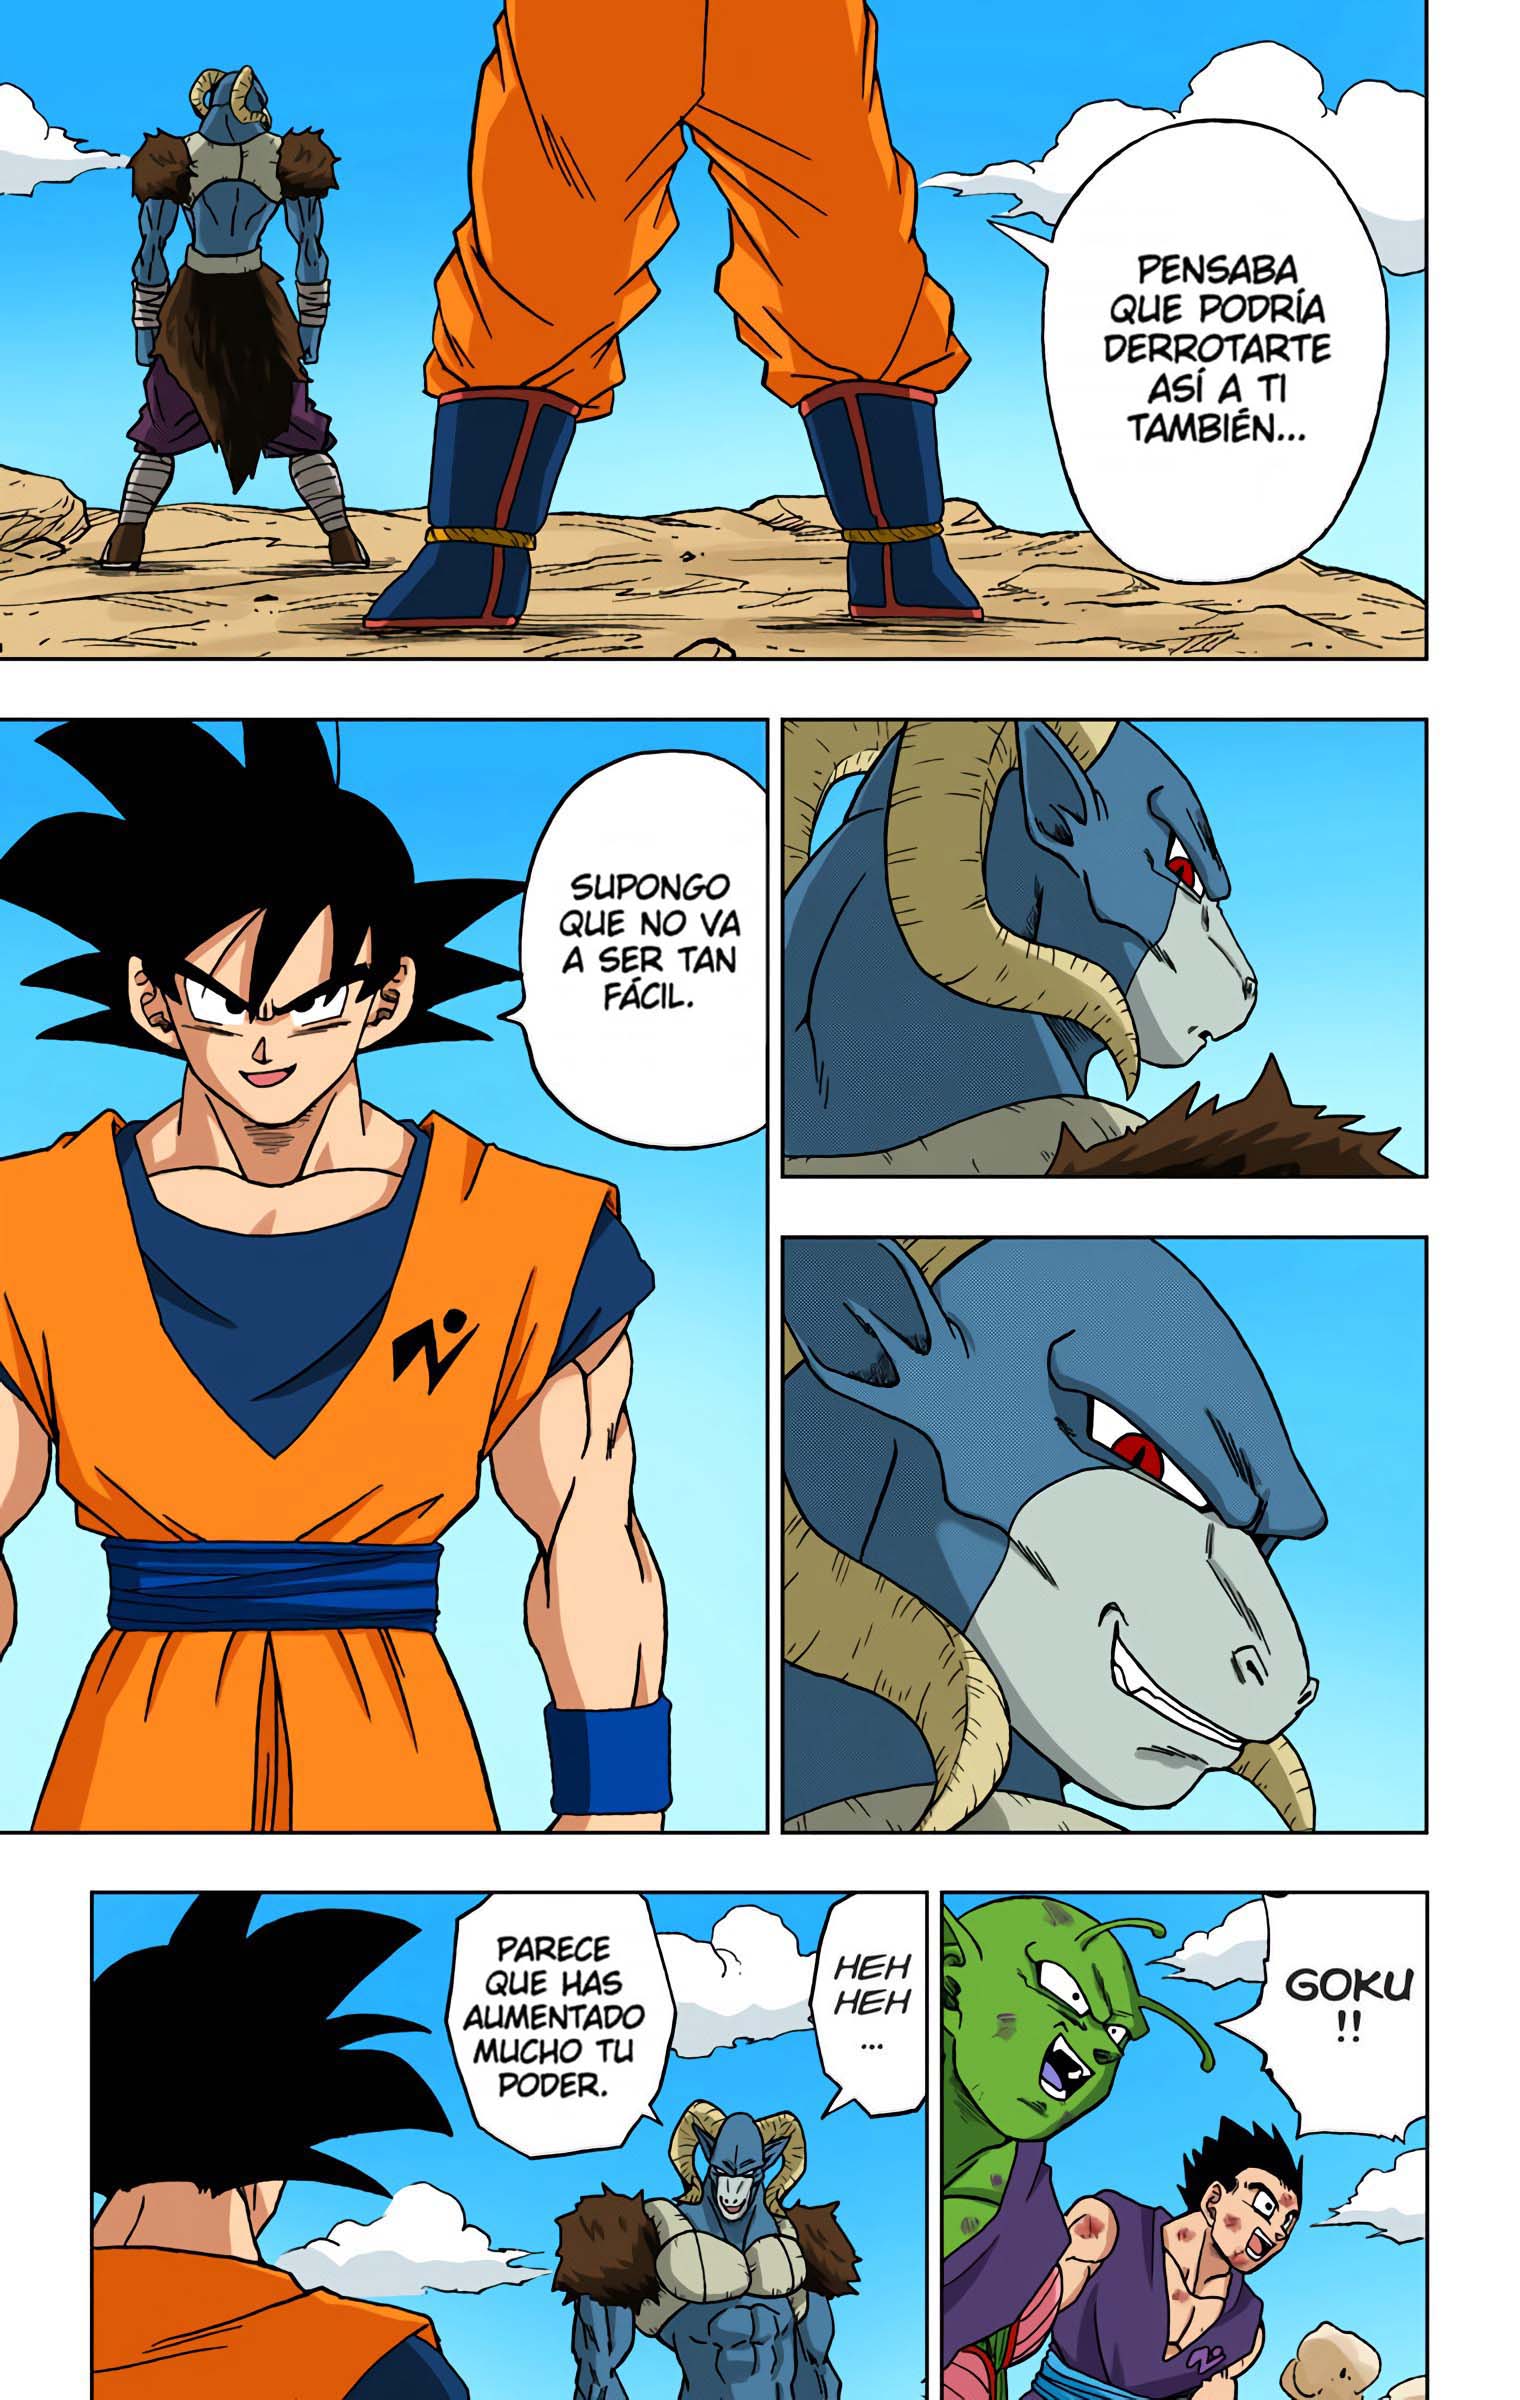 PENSABA
QUE PODRÍA
DERROTARTE
ASÍ A TI
TAMBIÉN...
SUPONGO
QUE NO VA
A SER TAN
FÁCIL.
GOKU
!!
HEH
HEH
...
PARECE
QUE HAS
AUMENTADO
MUCHO TU
PODER.